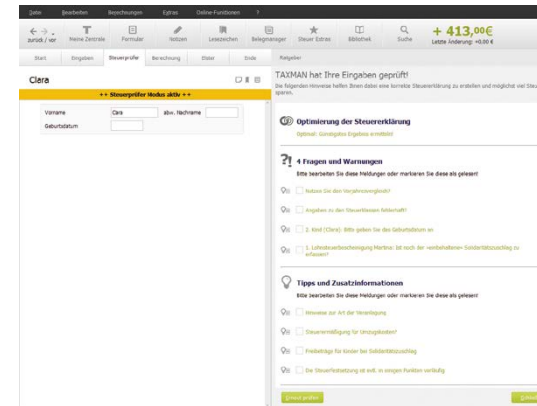 Datei Bearbeiten Berechnungen Extras Online-Funktionen ?
zurück / vor Meine Zentrale Formular Notizen Lesezeichen Belegmanager Steuer Extras Bibliothek Suche
+ 413,00€
Letzte Änderung: +0,00 €
Start Eingaben Steuerprüfer Berechnung Elster Ende Ratgeber
Clara
++ Steuerprüfer Modus aktiv ++
Vorname Clara abw. Nachname
Geburtsdatum
TAXMAN hat Ihre Eingaben geprüft!
Die folgenden Hinweise helfen Ihnen dabei eine korrekte Steuererklärung zu erstellen und möglichst viel
sparen.
Optimierung der Steuererklärung
Optimal: Günstigstes Ergebnis ermittelt!
?! 4 Fragen und Warnungen
Bitte bearbeiten Sie diese Meldungen oder markieren Sie diese als gelesen!
Nutzen Sie den Vorjahresvergleich?
Angaben zu den Steuerklassen fehlerhaft!
2. Kind (Clara): Bitte geben Sie das Geburtsdatum an
1. Lohnsteuerbescheinigung Martina: Ist noch der »einbehaltene« Solidaritätszuschlag zu
erfassen?
Tipps und Zusatzinformationen
Bitte bearbeiten Sie diese Meldungen oder markieren Sie diese als gelesen!
Hinweise zur Art der Veranlagung
Steuerermäßigung für Umzugskosten?
Freibeträge für Kinder bei Solidaritätszuschlag
Die Steuerfestsetzung ist evtl. in einigen Punkten vorläufig
Erneut prüfen